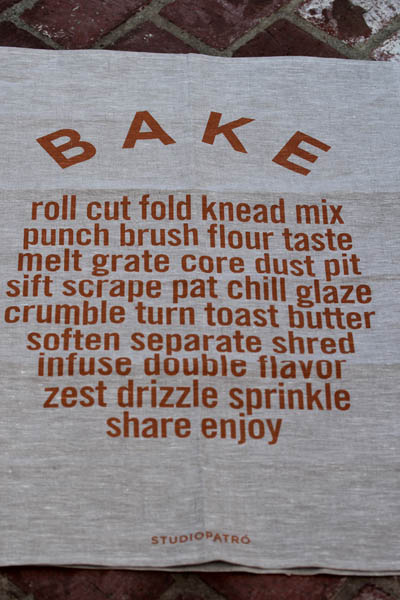 BAKE
roll cut fold knead mix
punch brush flour taste
melt grate core dust pit
sift scrape pat chill glaze
crumble turn toast butter
soften separate shred
infuse double flavor
zest drizzle sprinkle
share enjoy
STUDIOPATRÓ